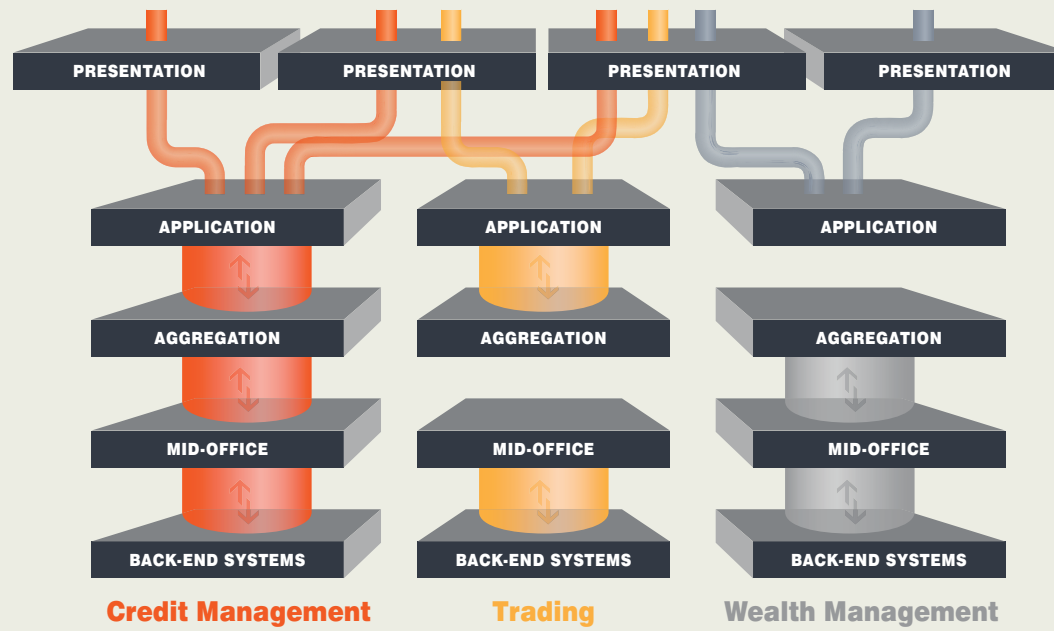 PRESENTATION
PRESENTATION
PRESENTATION
PRESENTATION
APPLICATION
APPLICATION
APPLICATION
AGGREGATION
AGGREGATION
AGGREGATION
MID-OFFICE
MID-OFFICE
MID-OFFICE
BACK-END SYSTEMS
BACK-END SYSTEMS
BACK-END SYSTEMS
Credit Management
Trading
Wealth Management